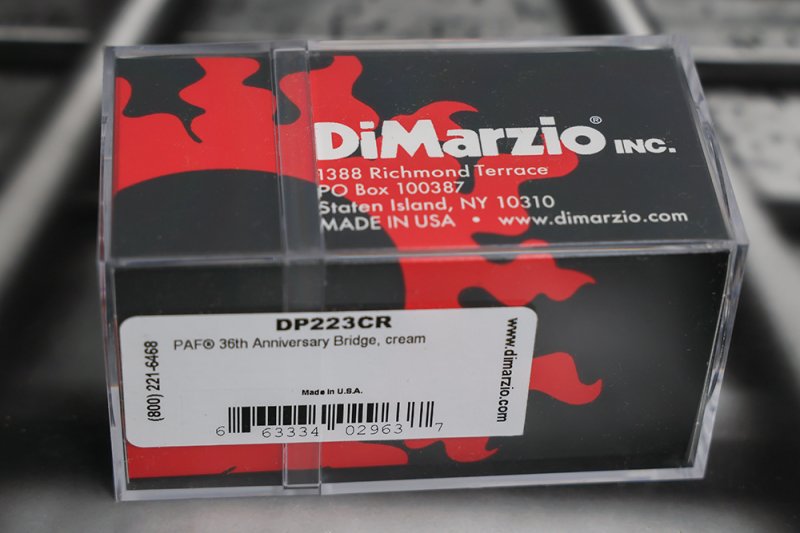 DiMarzio® INC.
1388 Richmond Terrace
PO Box 100387
Staten Island, NY 10310
MADE IN USA • www.dimarzio.com
DP223CR
PAF® 36th Anniversary Bridge, cream
(800) 221-6468
www.dimarzio.com
Made in U.S.A.
6 63334 02963 7